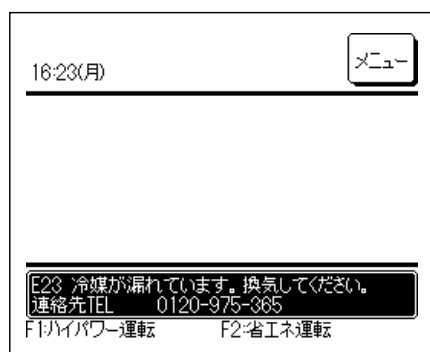 16:23(月)
メニュー
E23 冷媒が漏れています。換気してください。
連絡先TEL 0120-975-365
F1:ハイパワー運転 F2:省エネ運転